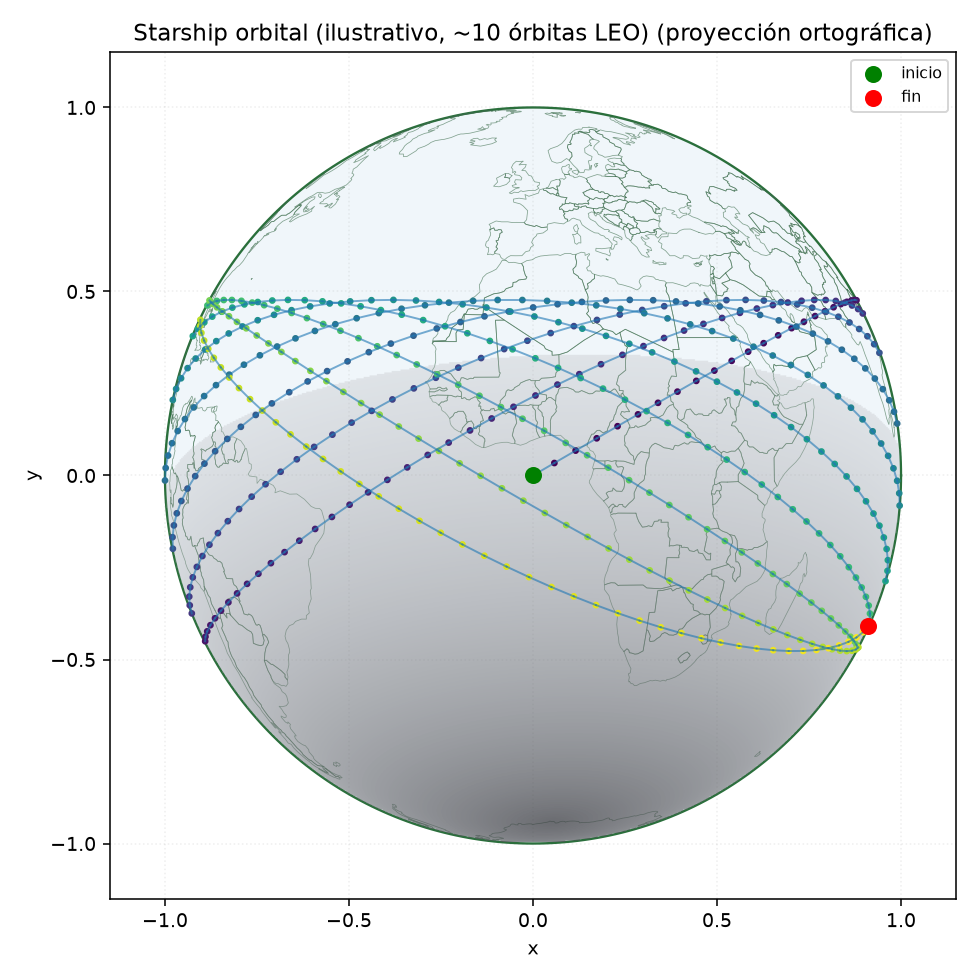 Starship orbital (ilustrativo, ~10 órbitas LEO) (proyección ortográfica)
inicio
fin
1.0
0.5
0.0
−0.5
−1.0
y
−1.0 −0.5 0.0 0.5 1.0
x